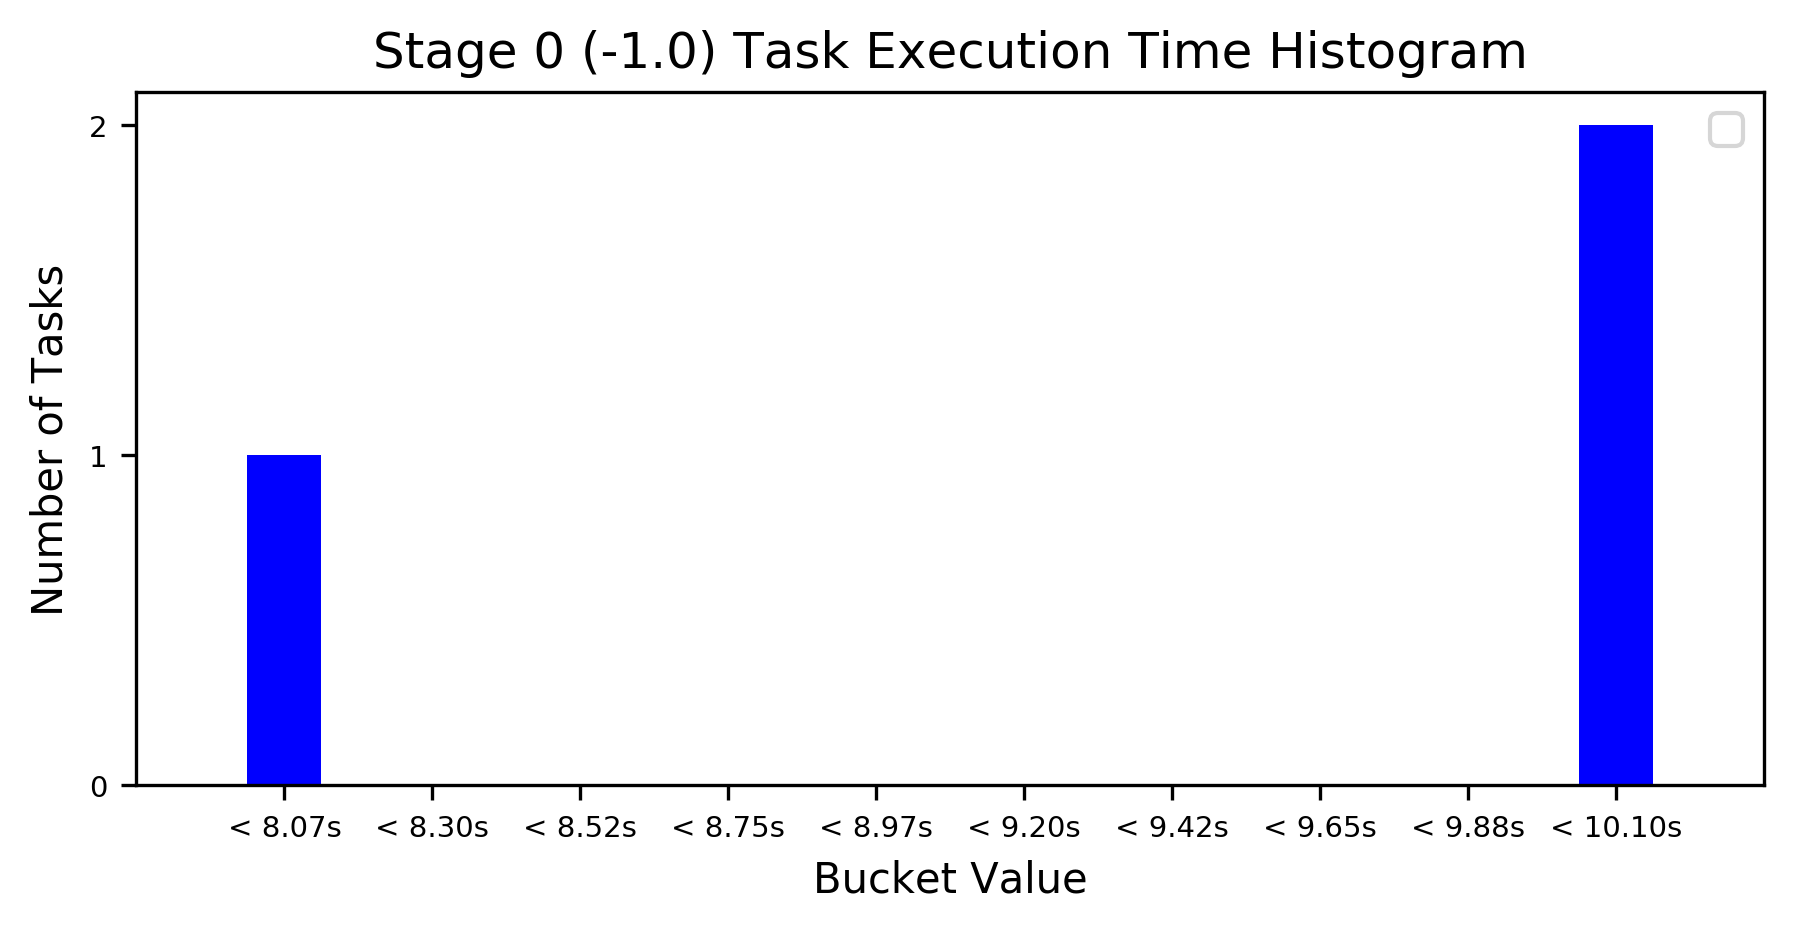 Stage 0 (-1.0) Task Execution Time Histogram
Number of Tasks
2
1
0
< 8.07s < 8.30s < 8.52s < 8.75s < 8.97s < 9.20s < 9.42s < 9.65s < 9.88s < 10.10s
Bucket Value